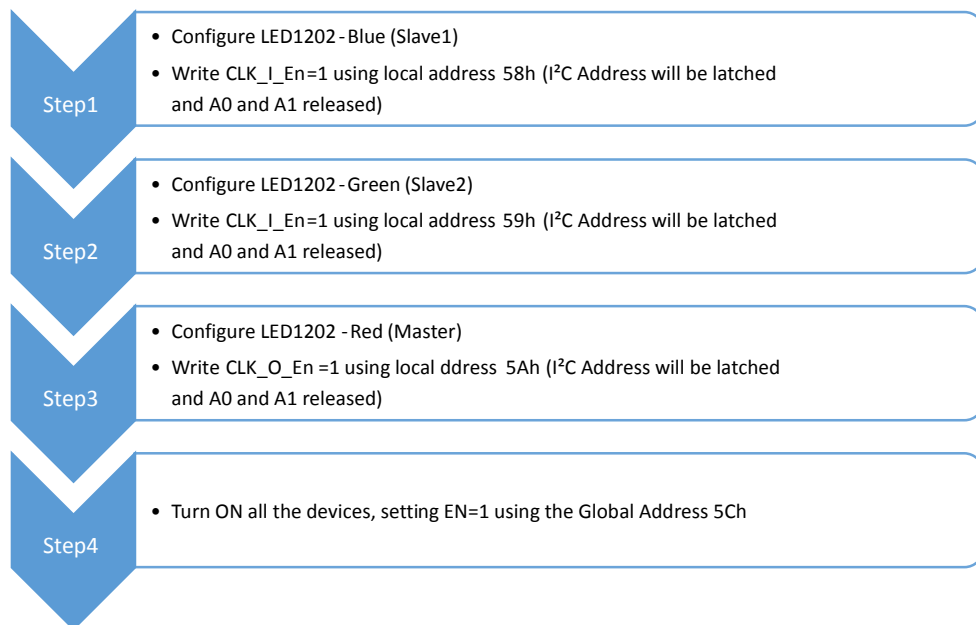 Step1
• Configure LED1202-Blue (Slave1)
• Write CLK_I_En=1 using local address 58h (I²C Address will be latched
and A0 and A1 released)
Step2
• Configure LED1202-Green (Slave2)
• Write CLK_I_En=1 using local address 59h (I²C Address will be latched
and A0 and A1 released)
Step3
• Configure LED1202 -Red (Master)
• Write CLK_O_En =1 using local ddress 5Ah (I²C Address will be latched
and A0 and A1 released)
Step4
• Turn ON all the devices, setting EN=1 using the Global Address 5Ch